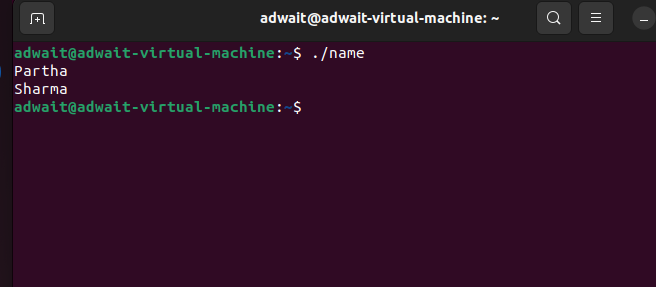 adwait@adwait-virtual-machine: ~
adwait@adwait-virtual-machine:~$ ./name
Partha
Sharma
adwait@adwait-virtual-machine:~$